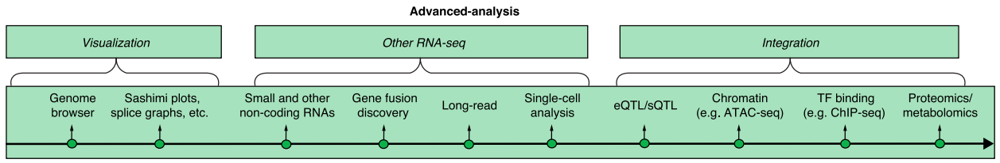 Advanced-analysis
Visualization
Other RNA-seq
Integration
Genome
browser
Sashimi plots,
splice graphs, etc.
Small and other
non-coding RNAs
Gene fusion
discovery
Long-read
Single-cell
analysis
eQTL/sQTL
Chromatin
(e.g. ATAC-seq)
TF binding
(e.g. ChIP-seq)
Proteomics/
metabolomics